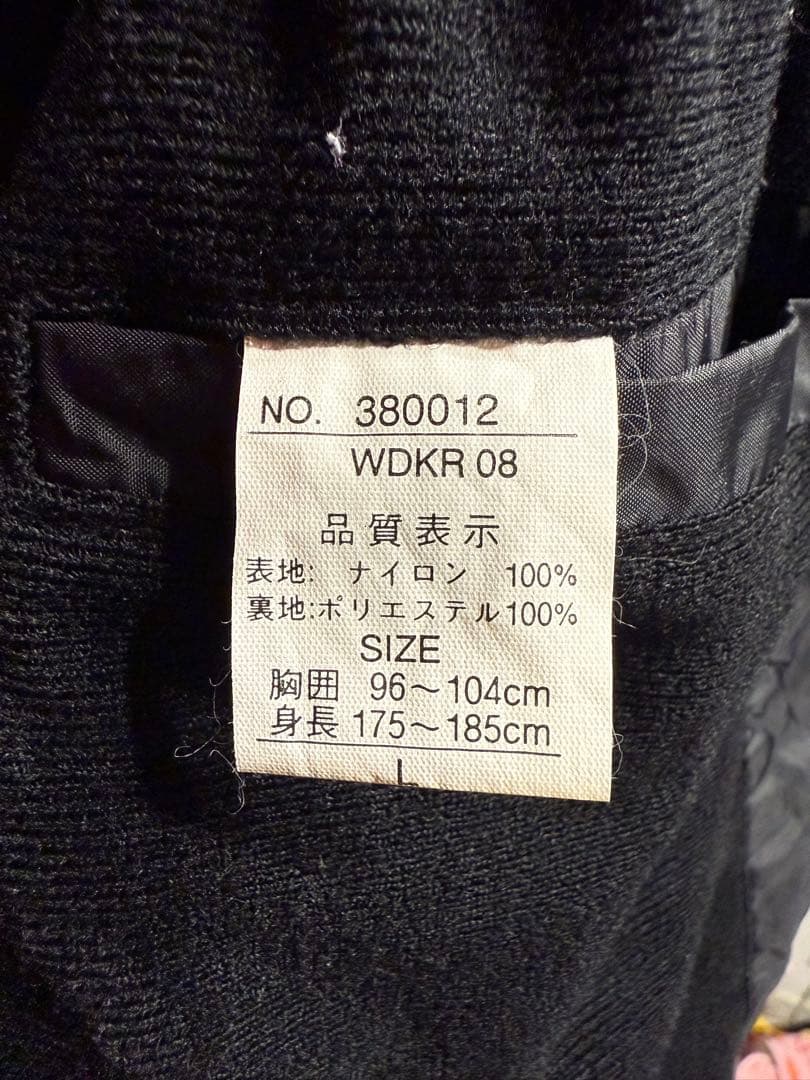 NO. 380012
WDKR 08
品質表示
表地: ナイロン 100%
裏地:ポリエステル100%
SIZE
胸囲 96～104cm
身長 175～185cm
L